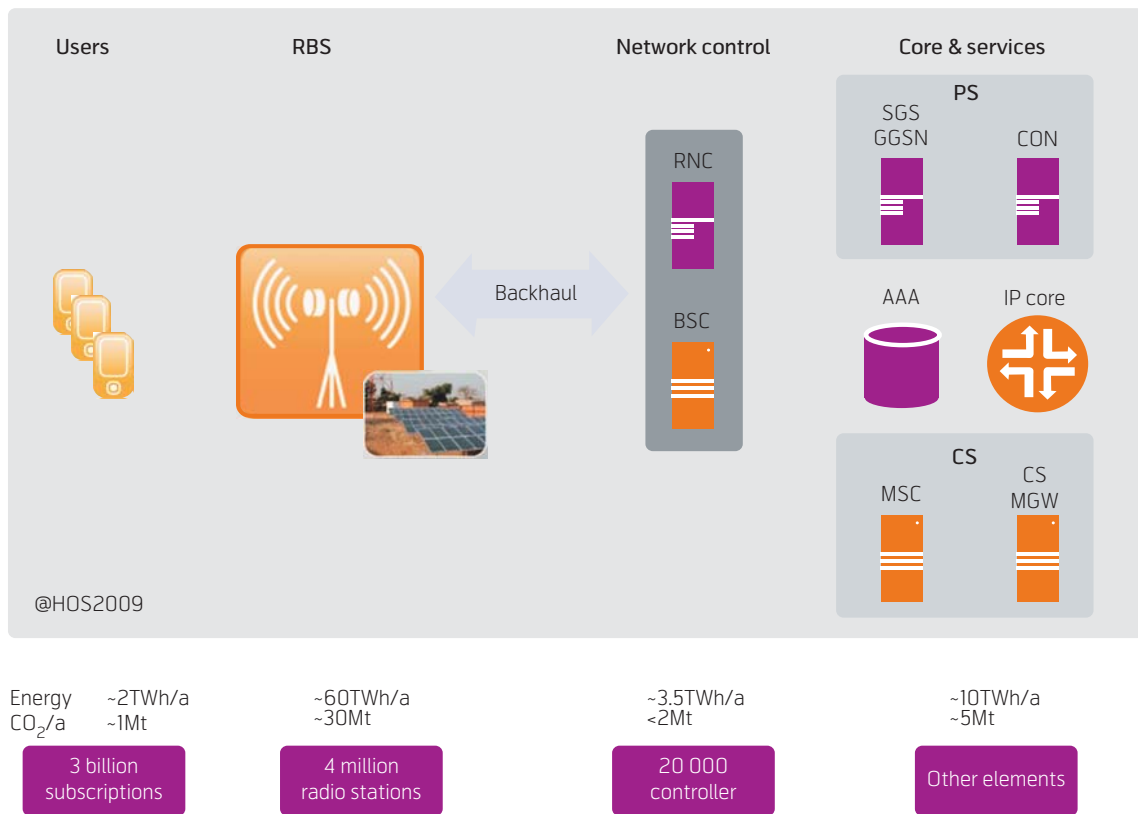 Users
RBS
Network control
Core & services
PS
SGS
GGSN
CON
RNC
Backhaul
BSC
AAA
IP core
CS
MSC
CS
MGW
@HOS2009
Energy ~2TWh/a ~60TWh/a ~3.5TWh/a ~10TWh/a
CO₂/a ~1Mt ~30Mt <2Mt ~5Mt
3 billion
subscriptions
4 million
radio stations
20 000
controller
Other elements